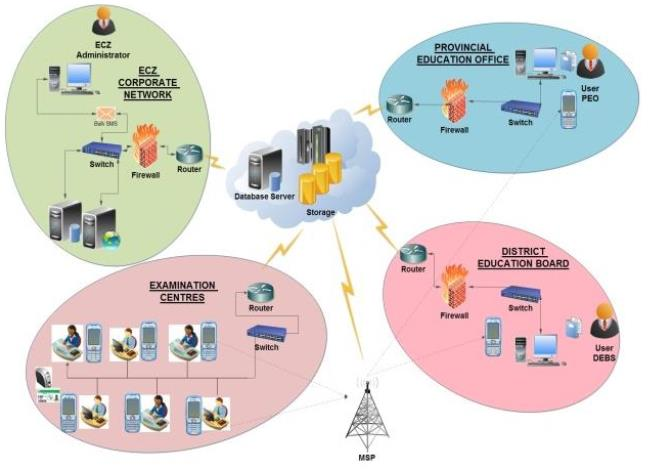 ECZ
Administrator
ECZ
CORPORATE
NETWORK
Bulk SMS
Switch
Firewall
Router
Database Server
Storage
PROVINCIAL
EDUCATION OFFICE
Router
Firewall
Switch
User
PEO
DISTRICT
EDUCATION BOARD
Router
Firewall
Switch
User
DEBS
EXAMINATION
CENTRES
Router
Switch
MSP